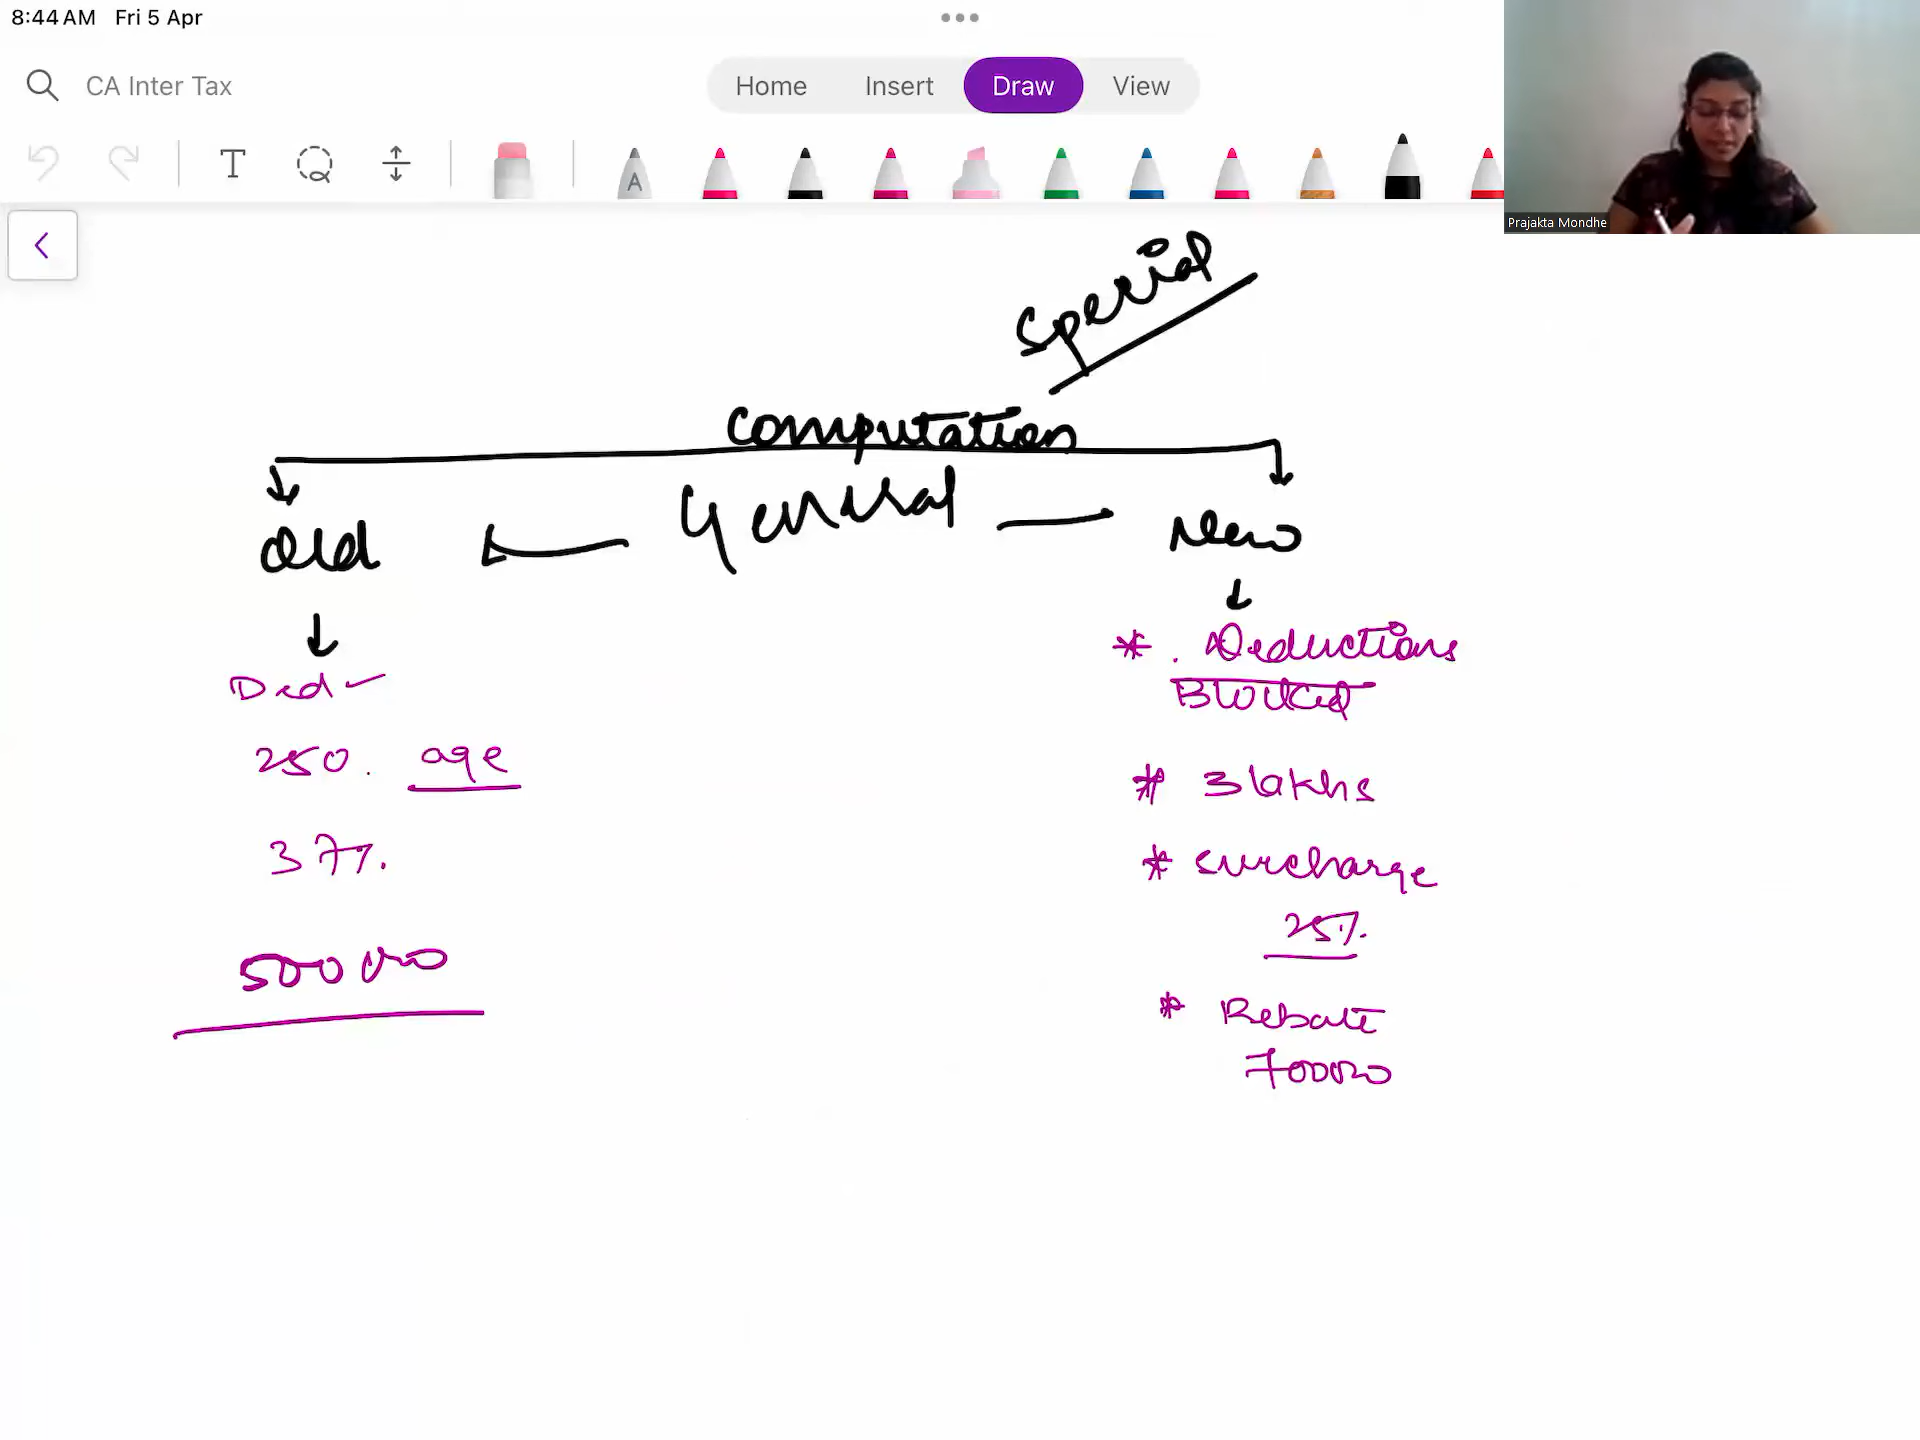 8:44 AM Fri 5 Apr
CA Inter Tax
Home Insert Draw View
T
A
Prajakta Mondhe
Special
Computation
Old General New
Ded
250. age
37%.
500000
* . Deductions
Blocked
* 3 lakhs
* Surcharge
25%.
* Rebate
700000